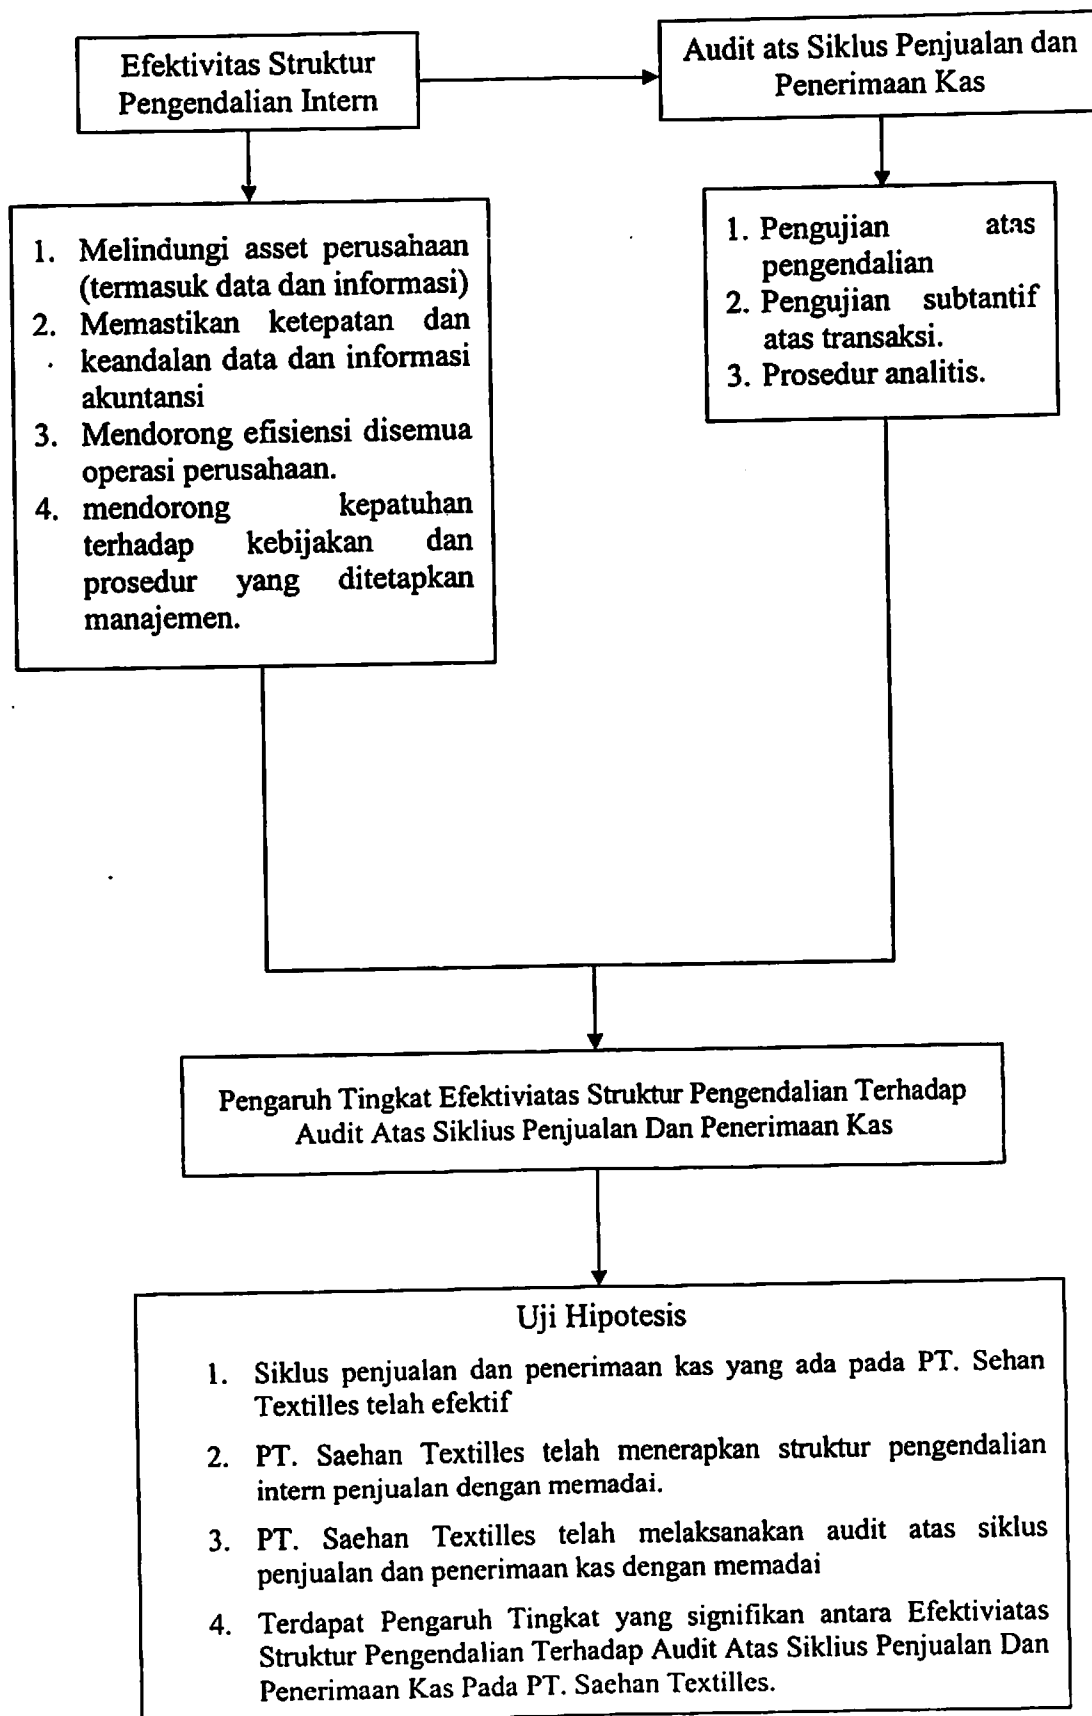 Efektivitas Struktur
Pengendalian Intern
Audit ats Siklus Penjualan dan
Penerimaan Kas
1. Melindungi asset perusahaan
(termasuk data dan informasi)
2. Memastikan ketepatan dan
keandalan data dan informasi
akuntansi
3. Mendorong efisiensi disemua
operasi perusahaan.
4. mendorong kepatuhan
terhadap kebijakan dan
prosedur yang ditetapkan
manajemen.
1. Pengujian atas
pengendalian
2. Pengujian subtantif
atas transaksi.
3. Prosedur analitis.
Pengaruh Tingkat Efektiviatas Struktur Pengendalian Terhadap
Audit Atas Siklius Penjualan Dan Penerimaan Kas
Uji Hipotesis
1. Siklus penjualan dan penerimaan kas yang ada pada PT. Sehan
Textilles telah efektif
2. PT. Saehan Textilles telah menerapkan struktur pengendalian
intern penjualan dengan memadai.
3. PT. Saehan Textilles telah melaksanakan audit atas siklus
penjualan dan penerimaan kas dengan memadai
4. Terdapat Pengaruh Tingkat yang signifikan antara Efektiviatas
Struktur Pengendalian Terhadap Audit Atas Siklius Penjualan Dan
Penerimaan Kas Pada PT. Saehan Textilles.